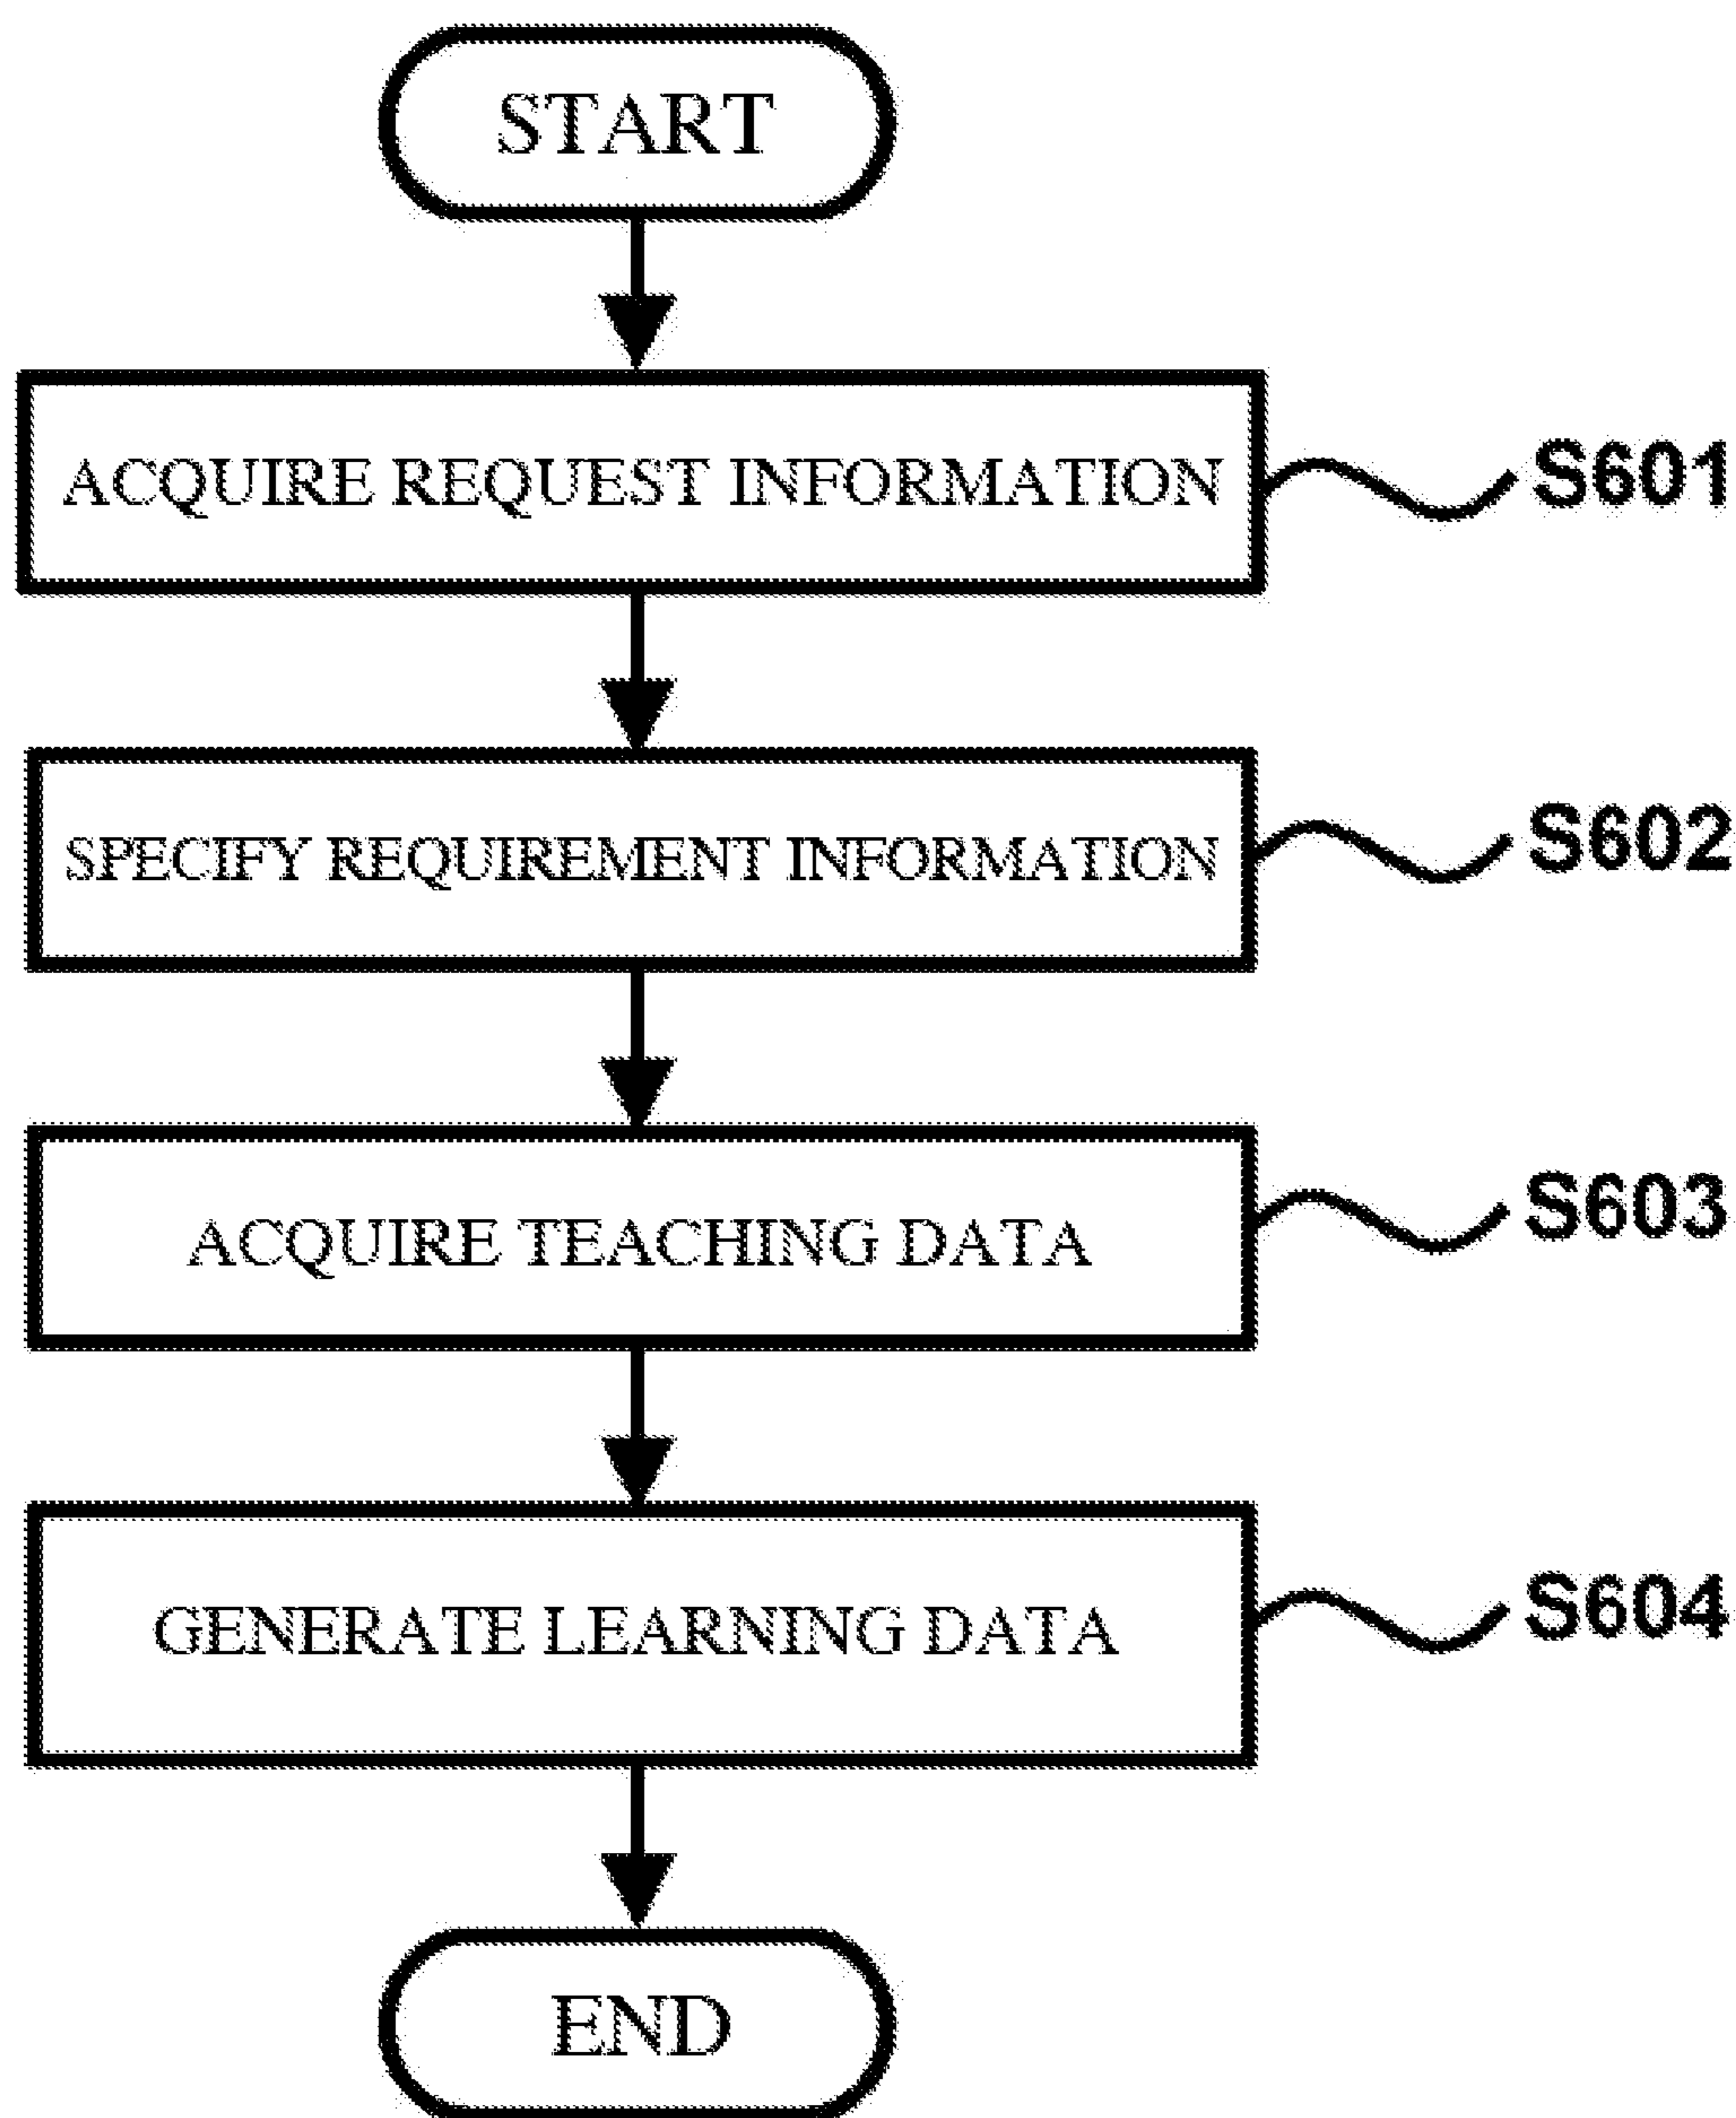 START
ACQUIRE REQUEST INFORMATION S601
SPECIFY REQUIREMENT INFORMATION S602
ACQUIRE TEACHING DATA S603
GENERATE LEARNING DATA S604
END